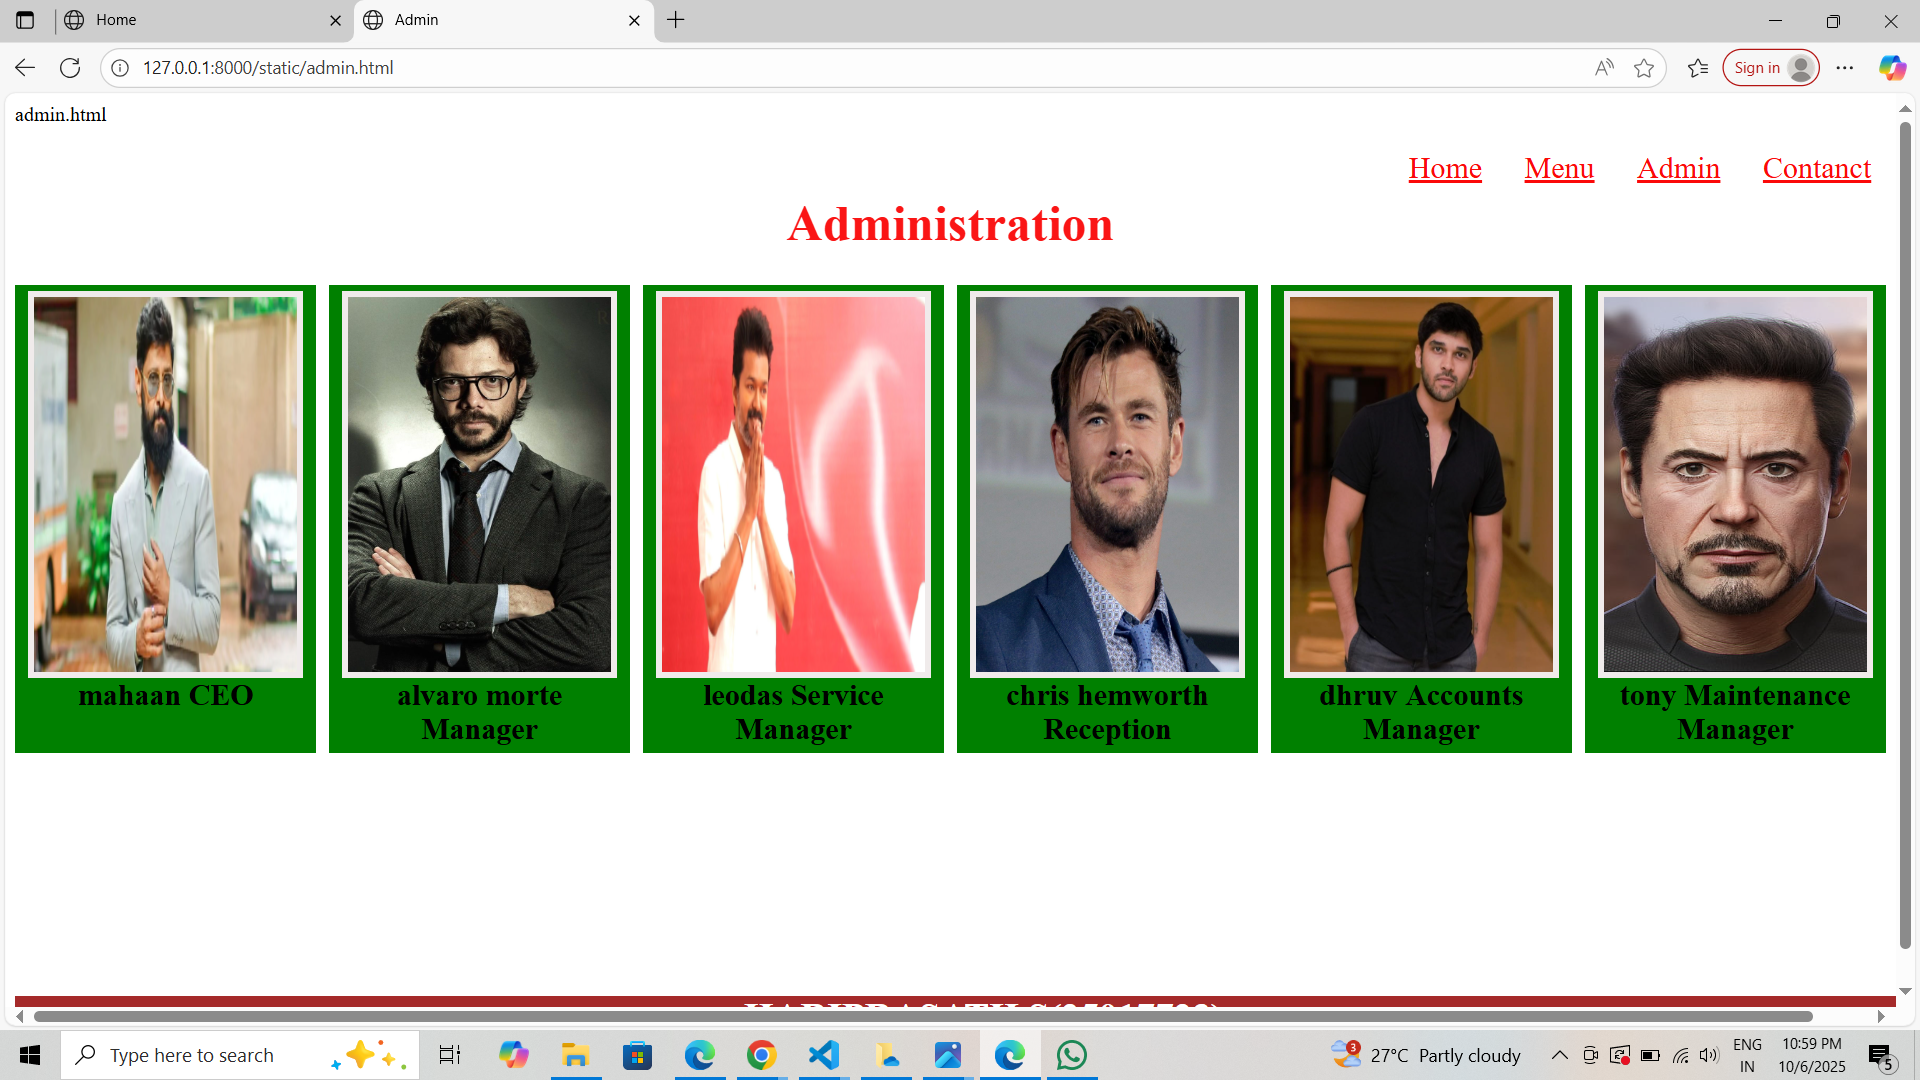 Home
Admin
127.0.0.1:8000/static/admin.html
Sign in
admin.html
Home Menu Admin Contanct
Administration
mahaan CEO
alvaro morte
Manager
leodas Service
Manager
chris hemworth
Reception
dhruv Accounts
Manager
tony Maintenance
Manager
Type here to search
3
27°C Partly cloudy
ENG
IN
10:59 PM
10/6/2025
5